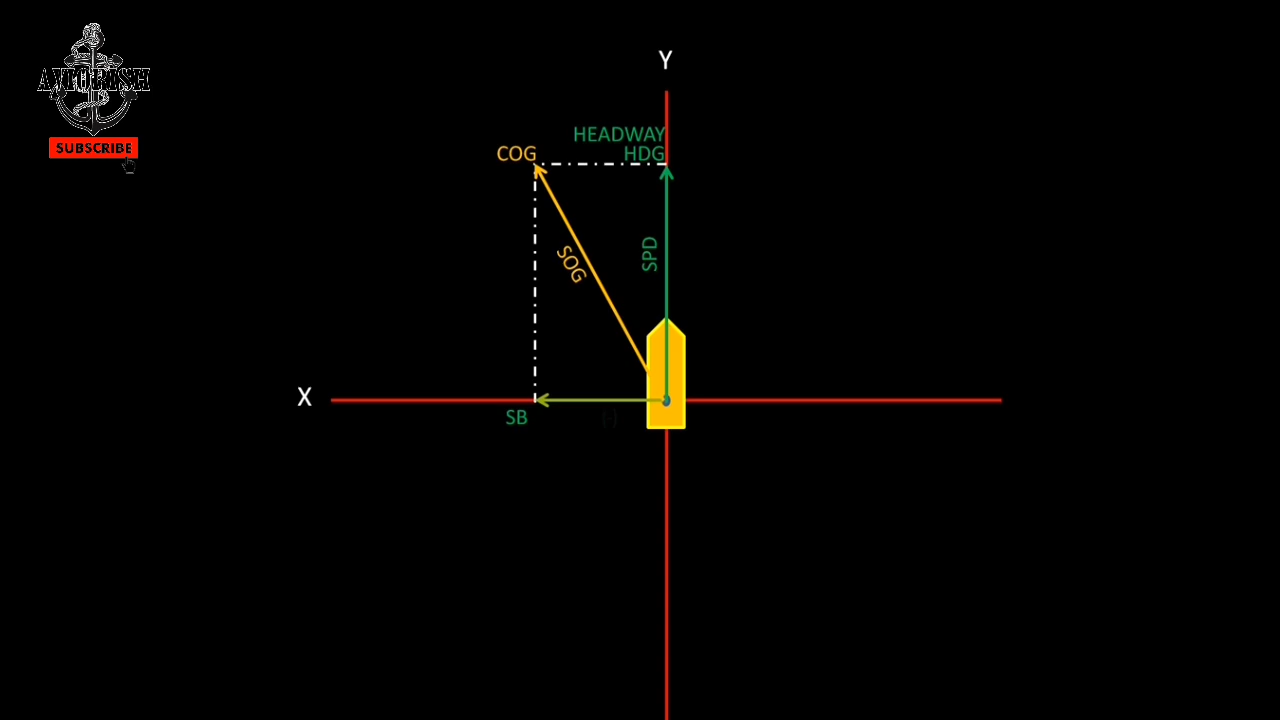 SUBSCRIBE
Y
HEADWAY
HDG
COG
SOG
SPD
X
SB
(-)